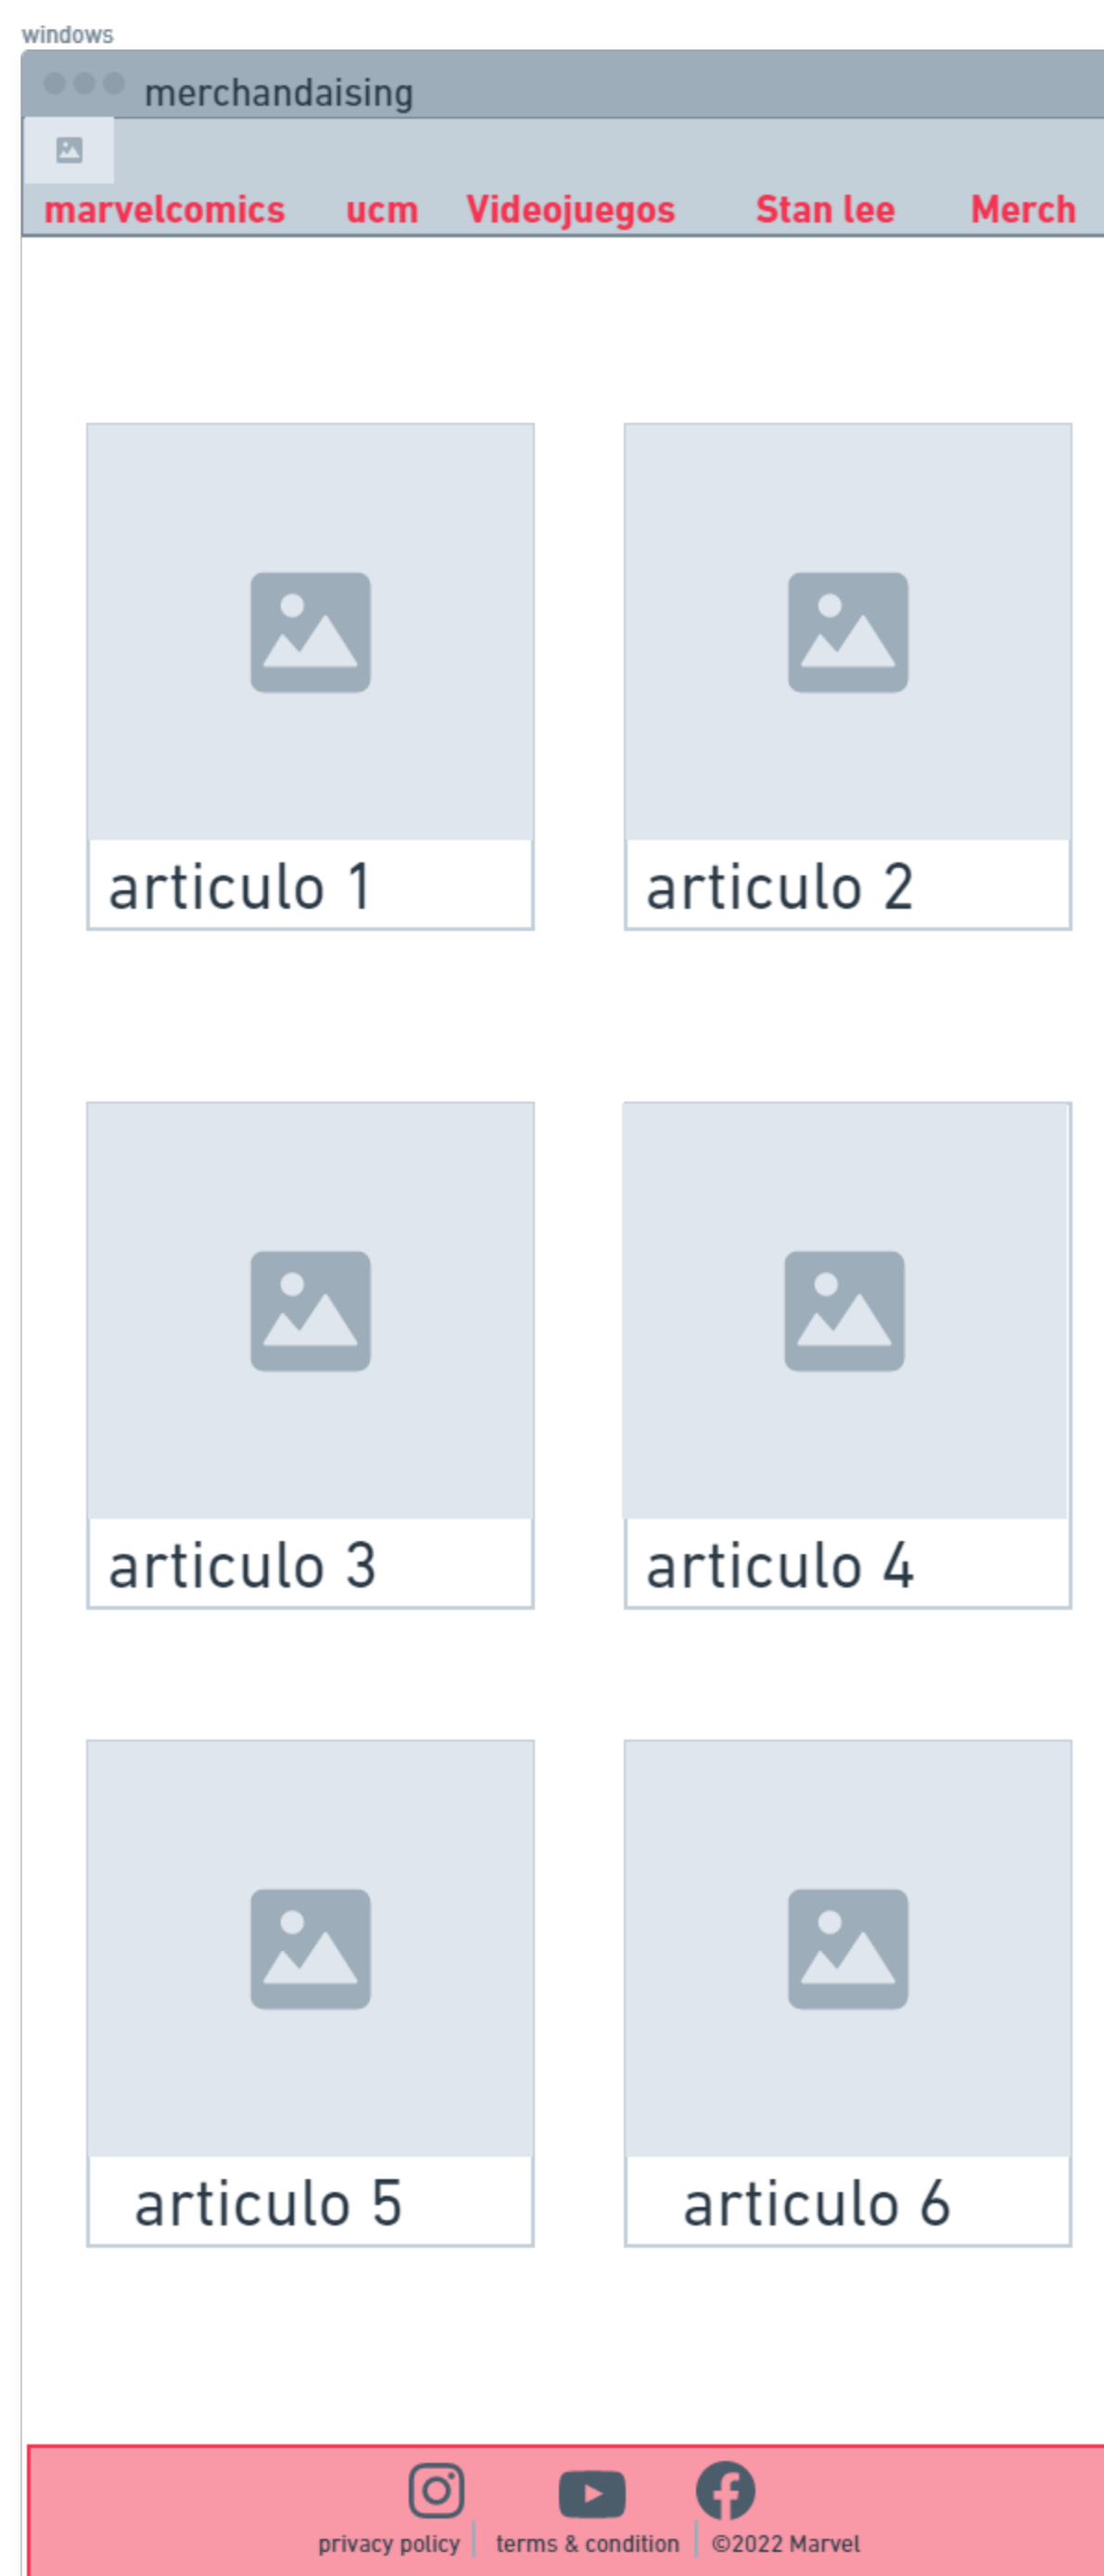 windows
merchandaising
marvelcomics ucm Videojuegos Stan lee Merch
articulo 1 articulo 2
articulo 3 articulo 4
articulo 5 articulo 6
privacy policy terms & condition ©2022 Marvel